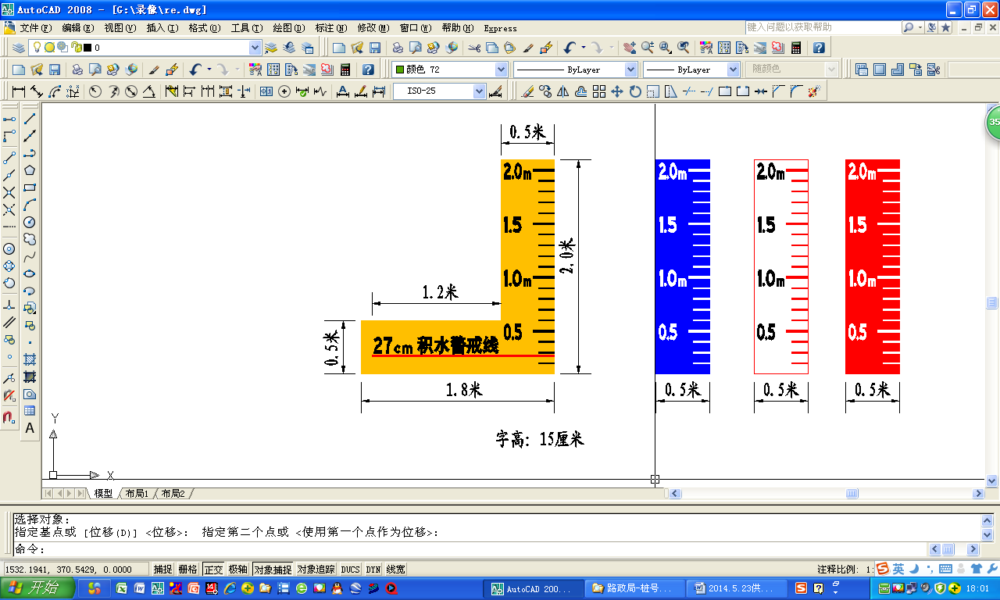 AutoCAD 2008 - [G:\录像\re.dwg]
文件(F) 编辑(E) 视图(V) 插入(I) 格式(O) 工具(T) 绘图(D) 标注(N) 修改(M) 窗口(W) 帮助(H) Express
键入问题以获取帮助
0
颜色 72
ByLayer
ByLayer
随颜色
ISO-25
35
0.5米
2.0m
1.5
1.0m
0.5
2.0米
1.2米
0.5米
27cm 积水警戒线
1.8米
字高: 15厘米
2.0m
1.5
1.0m
0.5
0.5米
2.0m
1.5
1.0m
0.5
0.5米
2.0m
1.5
1.0m
0.5
0.5米
Y
X
模型 布局1 布局2
选择对象:
指定基点或 [位移(D)] <位移>: 指定第二个点或 <使用第一个点作为位移>:
命令:
1532.1941, 370.5429, 0.0000 捕捉 栅格 正交 极轴 对象捕捉 对象追踪 DUCS DYN 线宽
注释比例: 1:
英
开始
AutoCAD 200...
路政局-桩号...
2014.5.23供...
18:01